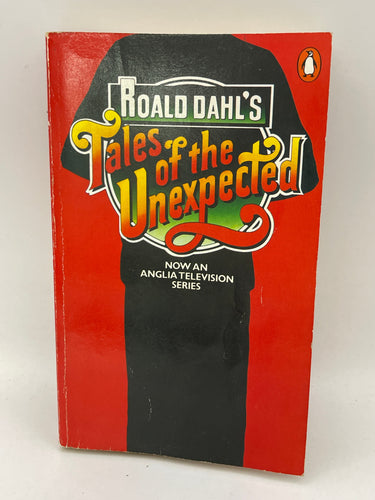 ROALD DAHL'S
Tales
of the
Unexpected
NOW AN
ANGLIA TELEVISION
SERIES